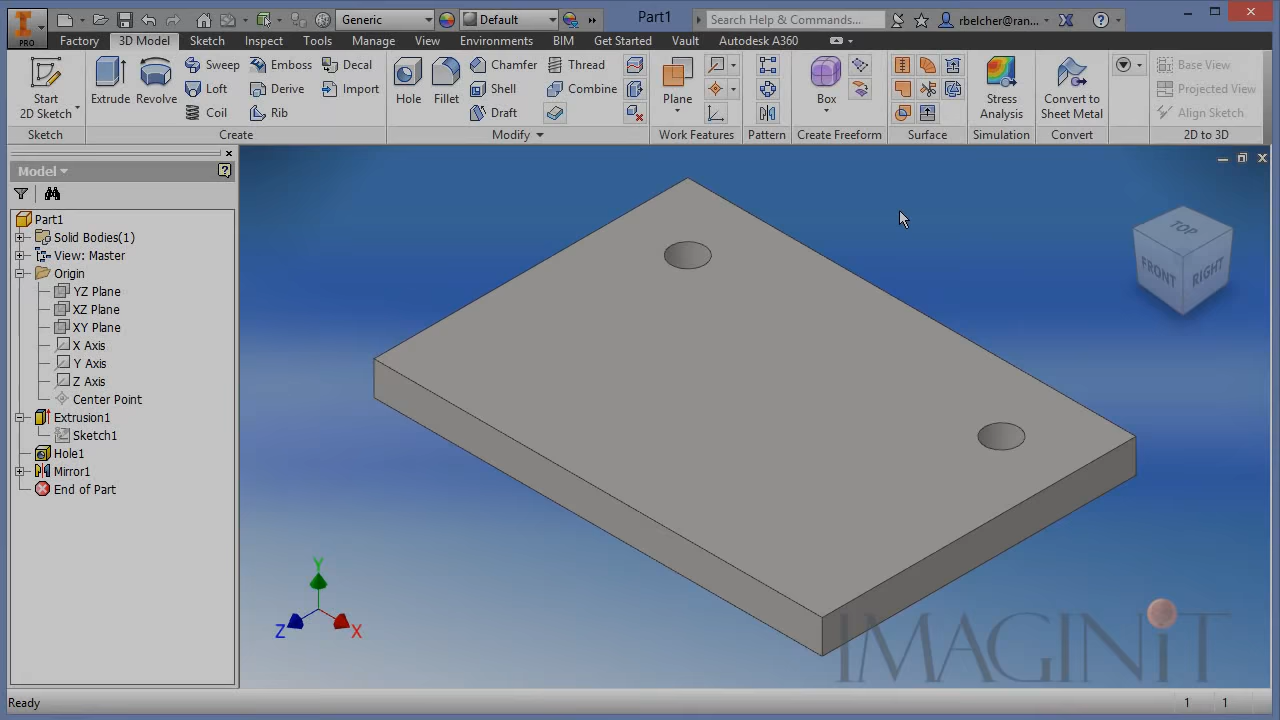 PRO
Generic
Default
Part1
Search Help & Commands...
rbelcher@ran...
Factory 3D Model Sketch Inspect Tools Manage View Environments BIM Get Started Vault Autodesk A360
Start
2D Sketch
Sketch
Extrude
Revolve
Sweep
Loft
Coil
Emboss
Derive
Rib
Decal
Import
Create
Hole
Fillet
Chamfer
Shell
Draft
Thread
Combine
Modify
Plane
Work Features
Pattern
Box
Create Freeform
Surface
Stress
Analysis
Simulation
Convert to
Sheet Metal
Convert
Base View
Projected View
Align Sketch
2D to 3D
Model
Part1
Solid Bodies(1)
View: Master
Origin
YZ Plane
XZ Plane
XY Plane
X Axis
Y Axis
Z Axis
Center Point
Extrusion1
Sketch1
Hole1
Mirror1
End of Part
TOP
FRONT
RIGHT
Y
Z
X
IMAGINiT
Ready
1 1